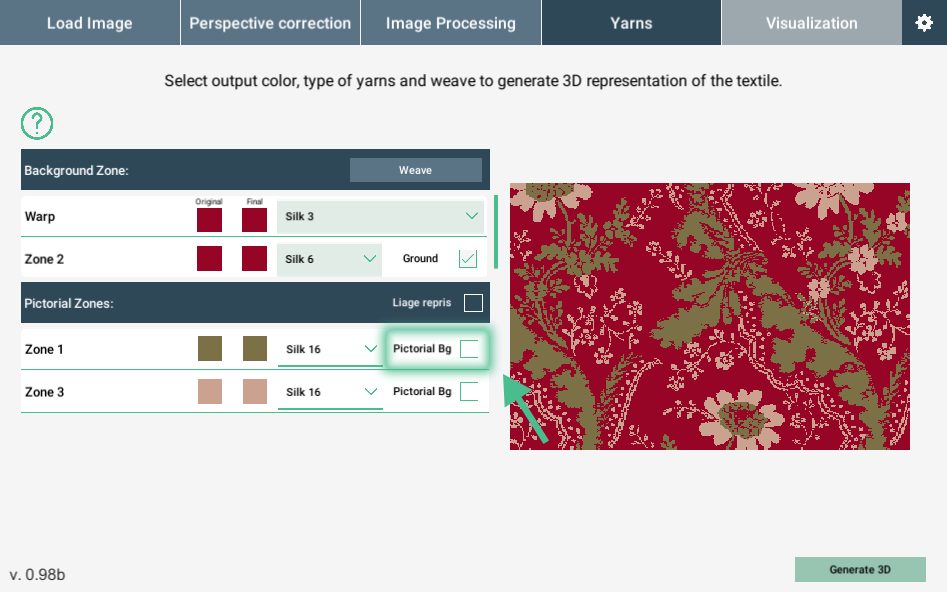 Load Image
Perspective correction
Image Processing
Yarns
Visualization
Select output color, type of yarns and weave to generate 3D representation of the textile.
?
Background Zone:
Weave
Original
Final
Warp
Silk 3
Zone 2
Silk 6
Ground
Pictorial Zones:
Liage repris
Zone 1
Silk 16
Pictorial Bg
Zone 3
Silk 16
Pictorial Bg
v. 0.98b
Generate 3D